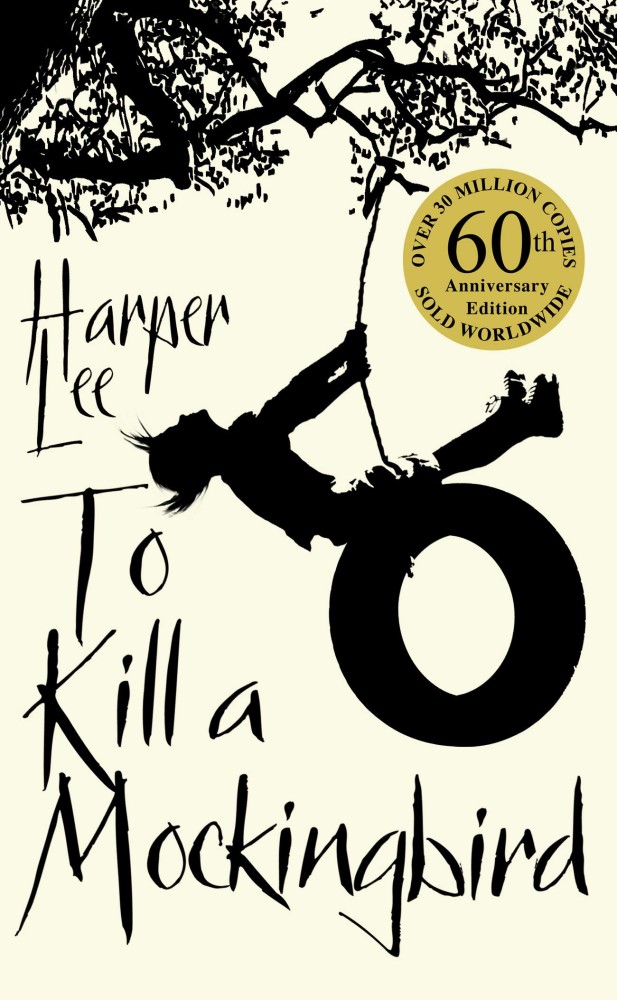 OVER 30 MILLION COPIES
60th
Anniversary
Edition
SOLD WORLDWIDE
Harper
Lee
To
Kill a
Mockingbird